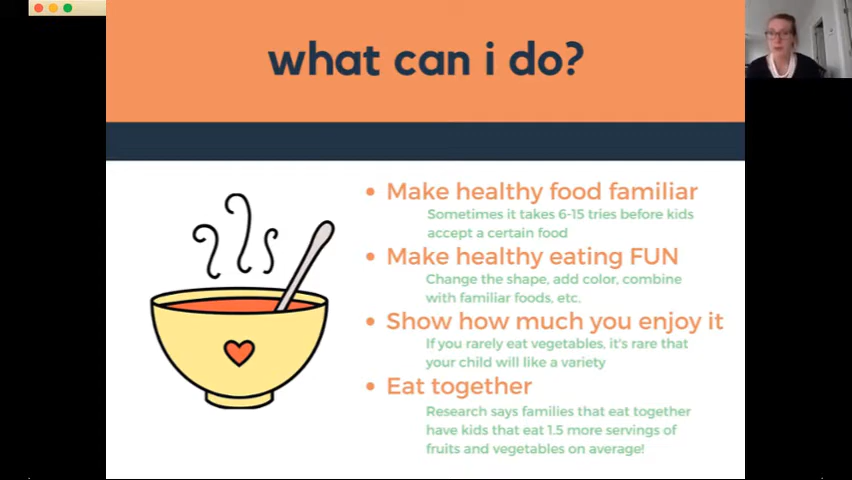 what can i do?
• Make healthy food familiar
Sometimes it takes 6-15 tries before kids
accept a certain food
• Make healthy eating FUN
Change the shape, add color, combine
with familiar foods, etc.
• Show how much you enjoy it
If you rarely eat vegetables, it's rare that
your child will like a variety
• Eat together
Research says families that eat together
have kids that eat 1.5 more servings of
fruits and vegetables on average!